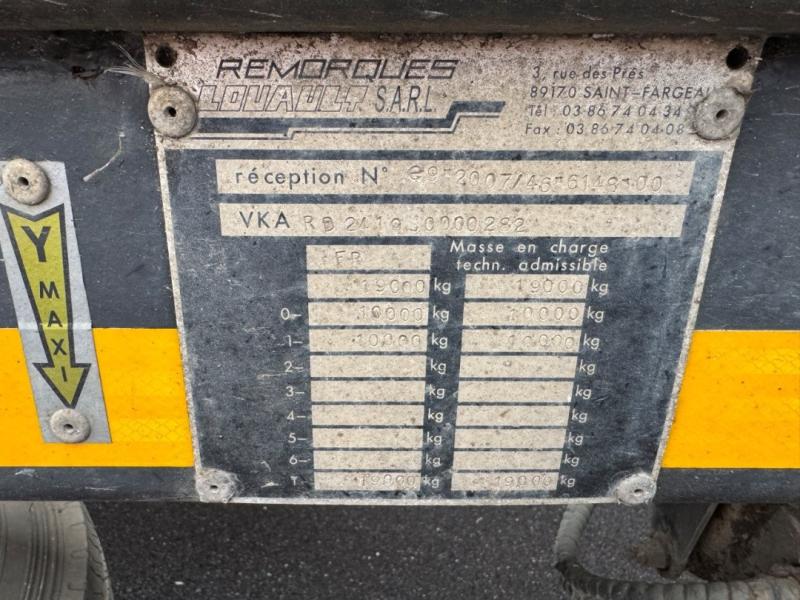 REMORQUES
LOUAULT S.A.R.L.
3, rue des Prés
89170 SAINT-FARGEAU
Tél : 03 86 74 04 34
Fax : 03 86 74 04 08
réception N°
VKA
FR
Masse en charge
techn. admissible
19000 kg 19000 kg
0- 10000 kg 10000 kg
1- 10000 kg 10000 kg
2- kg kg
3- kg kg
4- kg kg
5- kg kg
6- kg kg
T 19000 kg 19000 kg
Y
MAXI